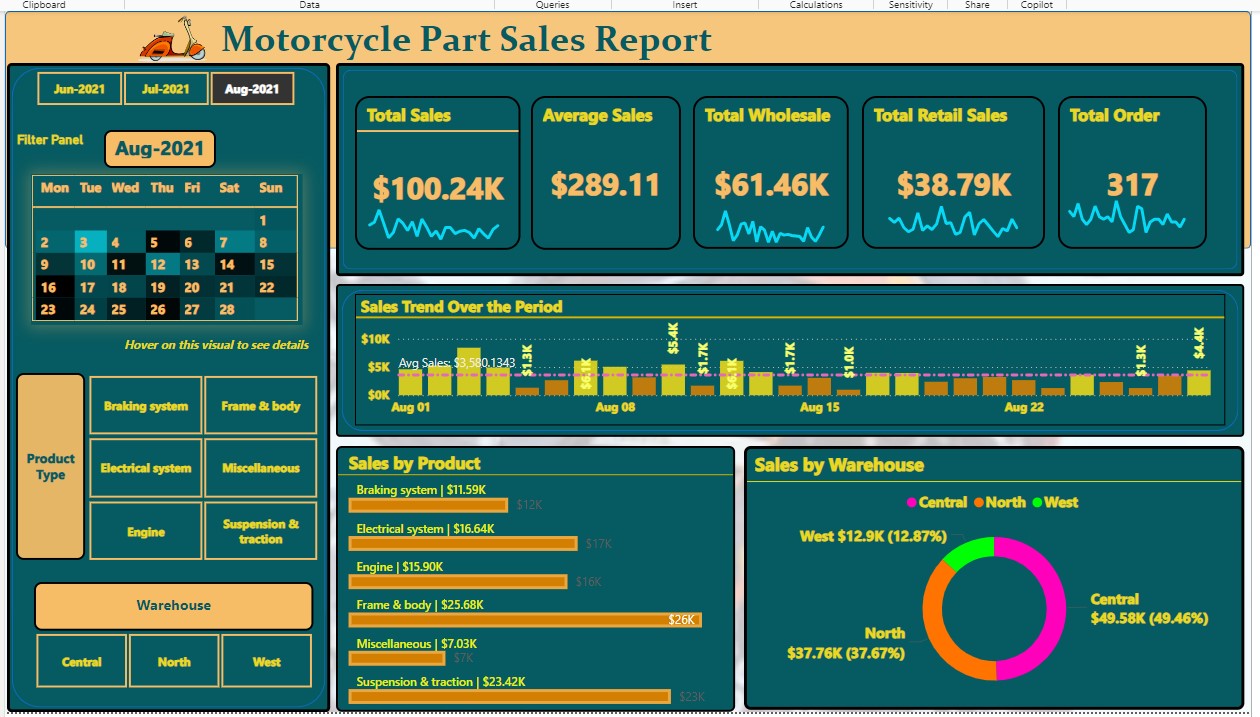 Clipboard Data Queries Insert Calculations Sensitivity Share Copilot
Motorcycle Part Sales Report
Jun-2021 Jul-2021 Aug-2021
Filter Panel Aug-2021
Mon Tue Wed Thu Fri Sat Sun
1
2 3 4 5 6 7 8
9 10 11 12 13 14 15
16 17 18 19 20 21 22
23 24 25 26 27 28
Hover on this visual to see details
Product Type
Braking system Frame & body
Electrical system Miscellaneous
Engine Suspension & traction
Warehouse
Central North West
Total Sales
$100.24K
Average Sales
$289.11
Total Wholesale
$61.46K
Total Retail Sales
$38.79K
Total Order
317
Sales Trend Over the Period
$10K
$5K
$0K
Avg Sales: $3,580.1343
$1.3K $6.1K $5.4K $1.7K $6.1K $1.7K $1.0K $1.3K $4.4K
Aug 01 Aug 08 Aug 15 Aug 22
Sales by Product
Braking system | $11.59K
$12K
Electrical system | $16.64K
$17K
Engine | $15.90K
$16K
Frame & body | $25.68K
$26K
Miscellaneous | $7.03K
$7K
Suspension & traction | $23.42K
$23K
Sales by Warehouse
Central North West
West $12.9K (12.87%)
Central
$49.58K (49.46%)
North
$37.76K (37.67%)